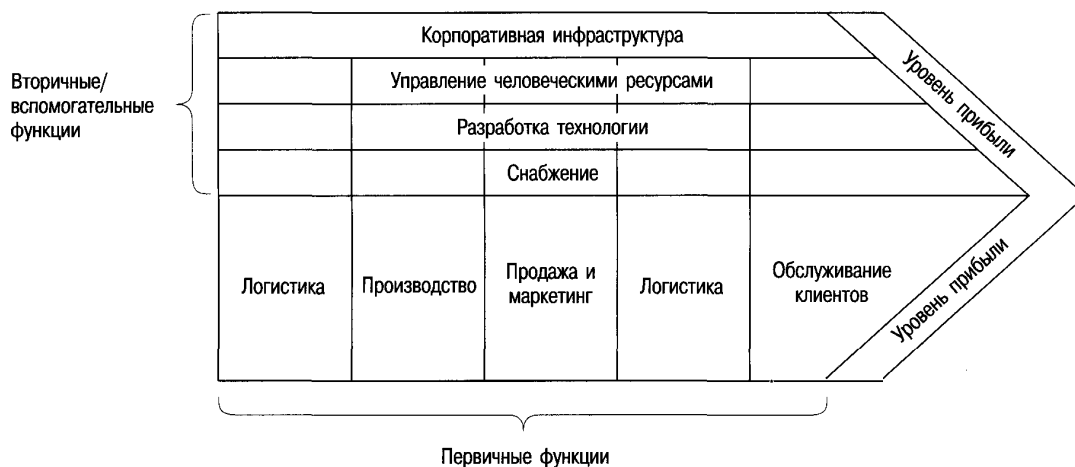 Корпоративная инфраструктура
Уровень прибыли
Вторичные/
вспомогательные
функции
Управление человеческими ресурсами
Разработка технологии
Снабжение
Логистика
Производство
Продажа и
маркетинг
Логистика
Обслуживание
клиентов
Уровень прибыли
Первичные функции